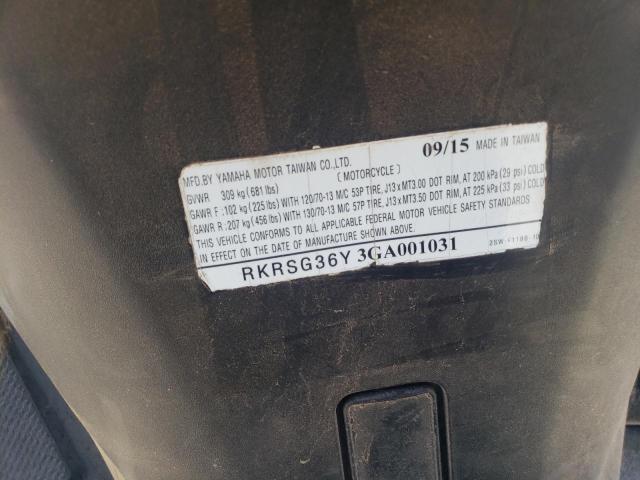 MFD.BY YAMAHA MOTOR TAIWAN CO.,LTD. 09/15 MADE IN TAIWAN
GVWR 309 kg (681 lbs) (MOTORCYCLE)
GAWR F. 102 kg (225 lbs) WITH 120/70-13 M/C 53P TIRE, J13 x MT3.00 DOT RIM, AT 200 kPa (29 psi) COLD
GAWR R. 207 kg (456 lbs) WITH 130/70-13 M/C 57P TIRE, J13 x MT3.50 DOT RIM, AT 225 kPa (33 psi) COLD
THIS VEHICLE CONFORMS TO ALL APPLICABLE FEDERAL MOTOR VEHICLE SAFETY STANDARDS
IN EFFECT ON THE DATE OF MANUFACTURE SHOWN ABOVE.
RKRSG36Y3GA001031